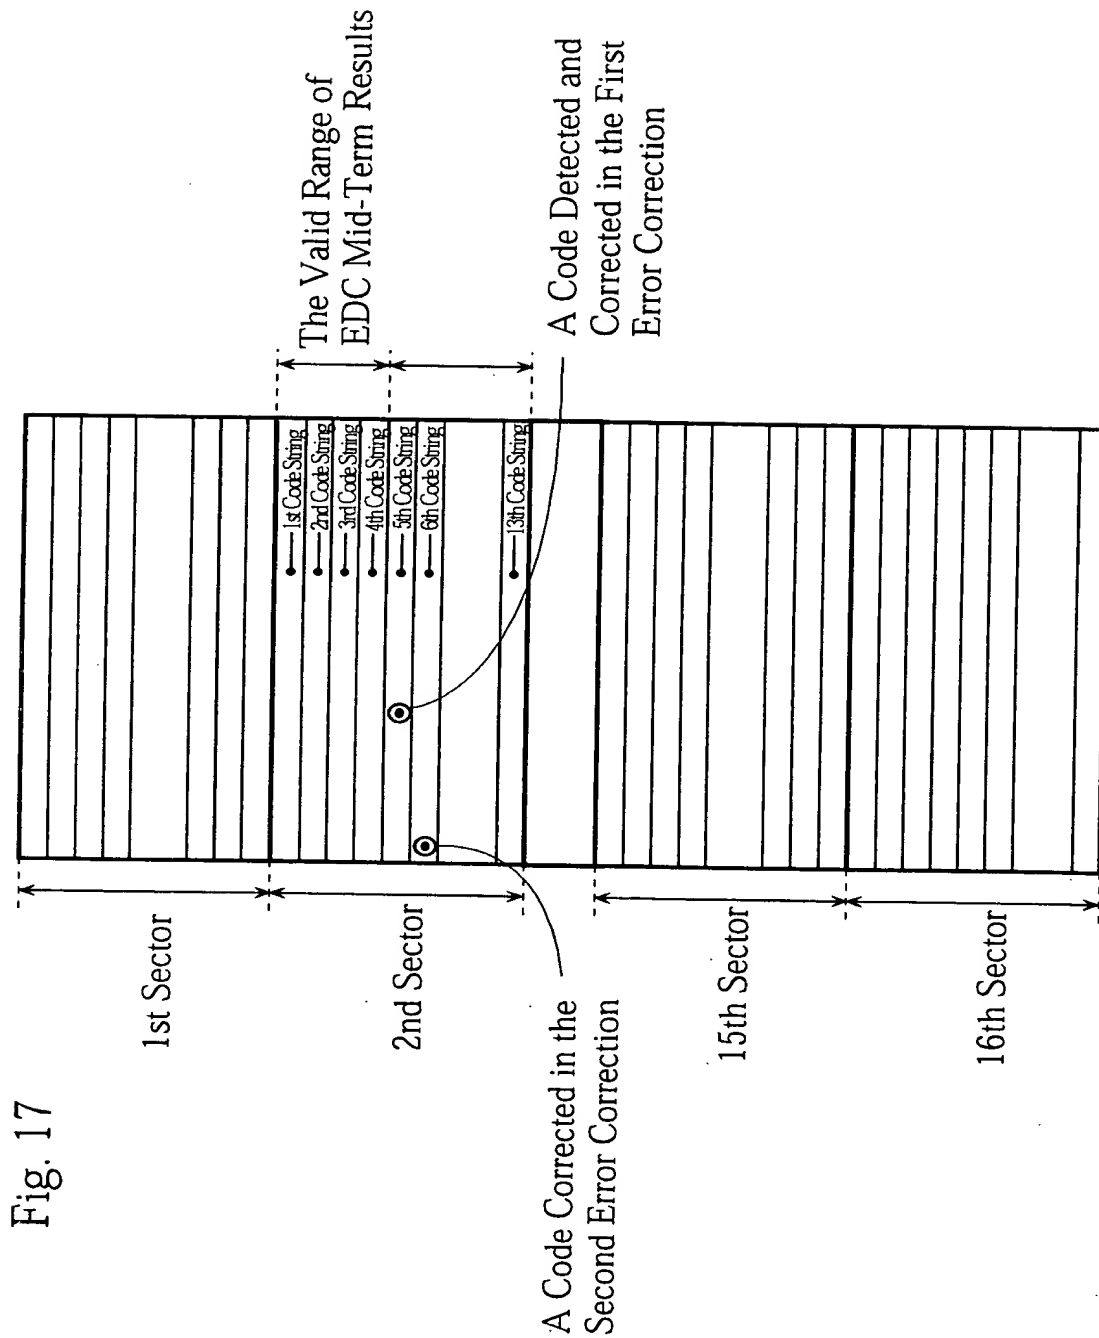 Fig. 17
1st Sector
2nd Sector
15th Sector
16th Sector
1st Code String
2nd Code String
3rd Code String
4th Code String
5th Code String
6th Code String
13th Code String
The Valid Range of
EDC Mid-Term Results
A Code Detected and
Corrected in the First
Error Correction
A Code Corrected in the
Second Error Correction